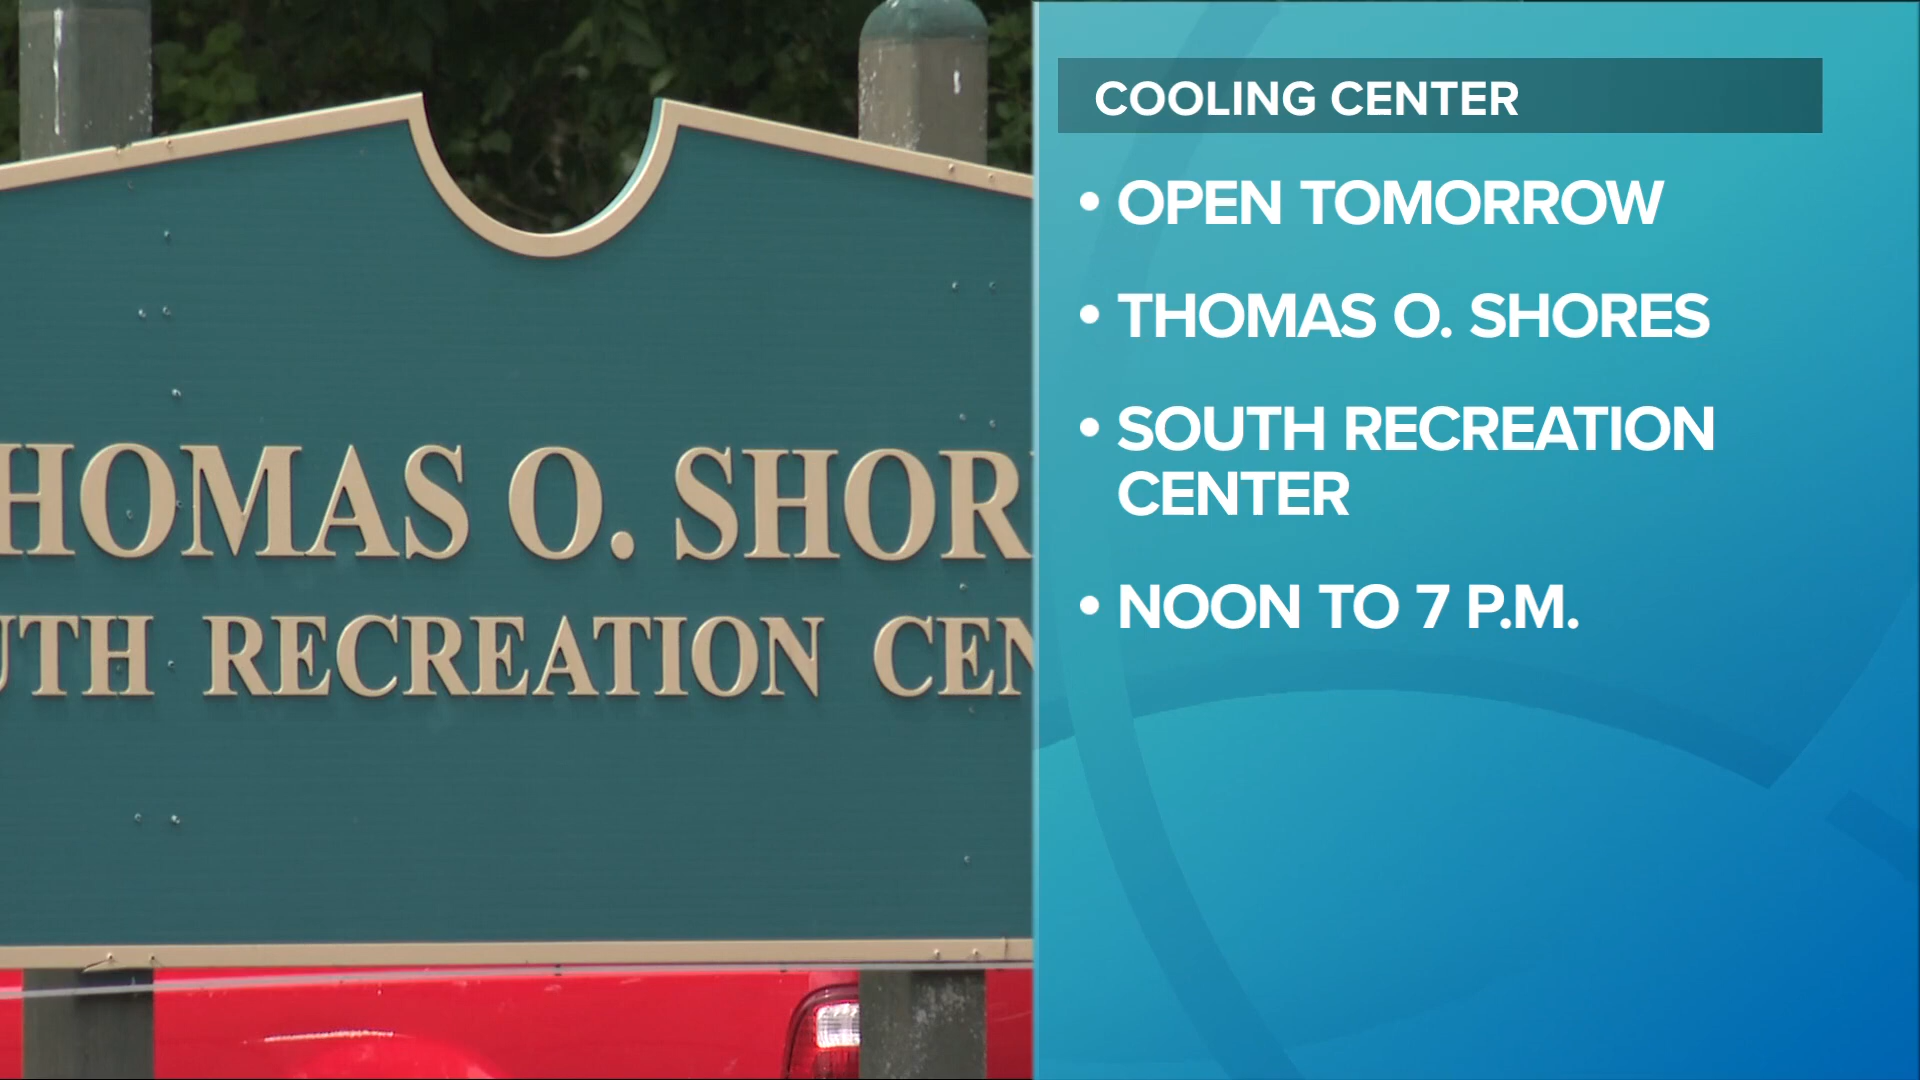 HOMAS O. SHOR
UTH RECREATION CEN
COOLING CENTER
• OPEN TOMORROW
• THOMAS O. SHORES
• SOUTH RECREATION
CENTER
• NOON TO 7 P.M.